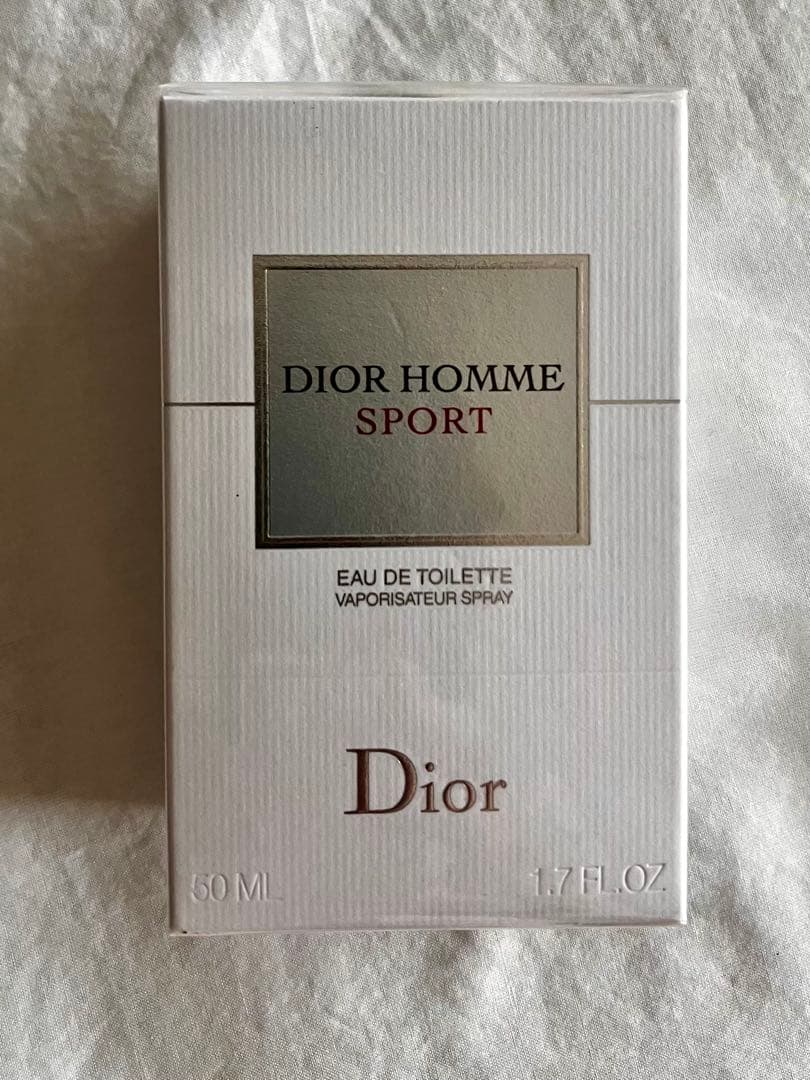 DIOR HOMME
SPORT
EAU DE TOILETTE
VAPORISATEUR SPRAY
Dior
50 ML 1.7 FL.OZ